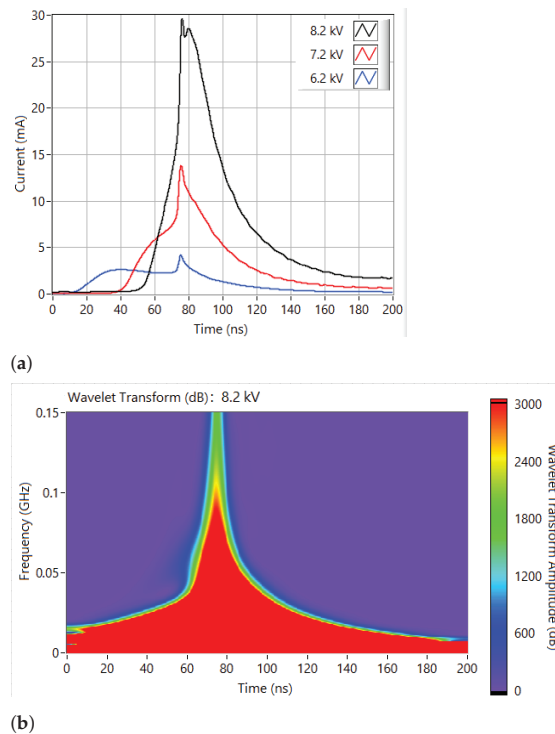 30
25
20
15
10
5
0
Current (mA)
8.2 kV
7.2 kV
6.2 kV
0 20 40 60 80 100 120 140 160 180 200
Time (ns)
(a)
Wavelet Transform (dB): 8.2 kV
0.15
0.1
0.05
0
Frequency (GHz)
0 20 40 60 80 100 120 140 160 180 200
Time (ns)
3000
2400
1800
1200
600
0
Wavelet Transform Amplitude (dB)
(b)